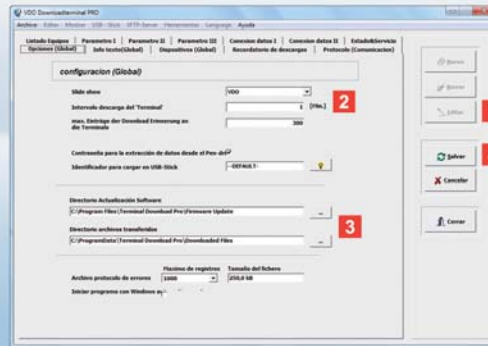 VDO Downloadterminal PRO
Archivo Editar Mostrar USB - Stick SFTP-Server Herramientas Language Ayuda
Listado Equipos Parametro I Parametro II Parametro III Conexion datos I Conexion datos II Estado&Servicio
Opciones (Global) Info texto(Global) Dispositivos (Global) Recordatorio de descargas Protocolo (Comunicacion)
configuracion (Global)
Slide show VDO
Intervalo descarga del 'Terminal' 1 [Min.] 2
max. Einträge der Download Erinnerung an die Terminals 300
Contraseña para la extracción de datos desde el Pen-dri
Identificador para cargar en USB-Stick --DEFAULT--
Directorio Actualización Software
C:\Program Files\Terminal Download Pro\Firmware Update ...
3
Directorio archivos transferidos
C:\ProgramData\Terminal Download Pro\Downloaded Files ...
Maximo de registros Tamaño del fichero
Archivo protocolo de errores 1000 250,0 kB
Iniciar programa con Windows
Nuevo
Borrar
Editar
Salvar
Cancelar
Cerrar